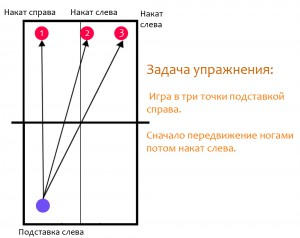 Накат справа
Накат слева
Накат
слева
1
2
3
Задача упражнения:
Игра в три точки подставкой
справа.
Сначало передвижение ногами
потом накат слева.
Подставка слева